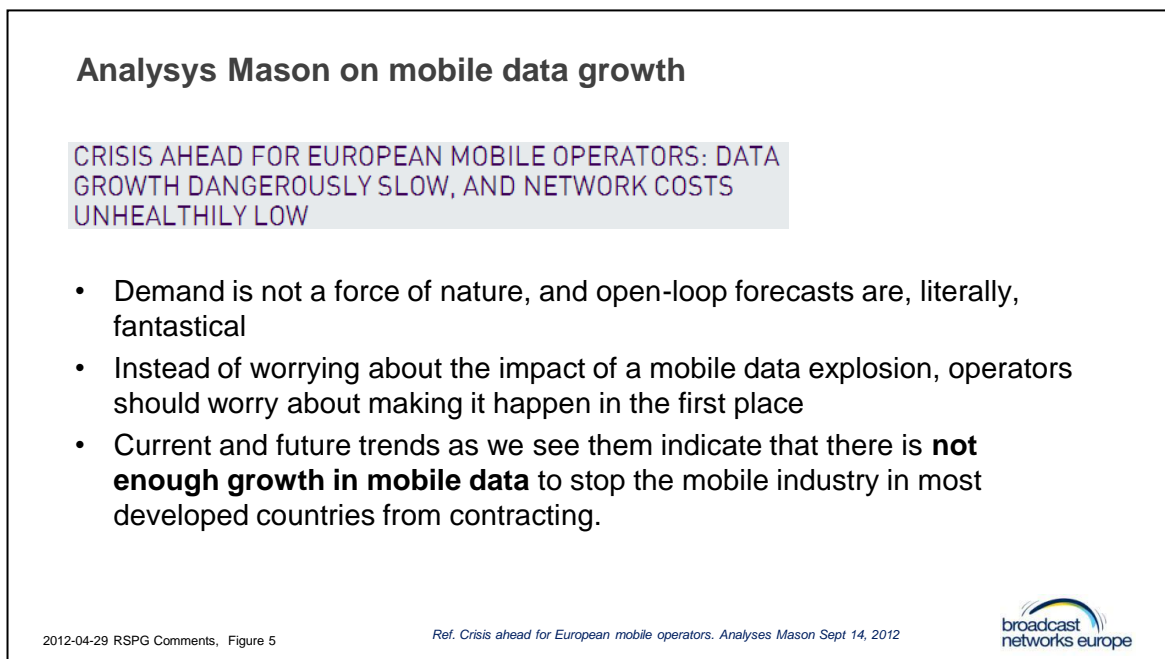 Analysys Mason on mobile data growth
CRISIS AHEAD FOR EUROPEAN MOBILE OPERATORS: DATA
GROWTH DANGEROUSLY SLOW, AND NETWORK COSTS
UNHEALTHILY LOW
• Demand is not a force of nature, and open-loop forecasts are, literally,
fantastical
• Instead of worrying about the impact of a mobile data explosion, operators
should worry about making it happen in the first place
• Current and future trends as we see them indicate that there is not
enough growth in mobile data to stop the mobile industry in most
developed countries from contracting.
2012-04-29 RSPG Comments, Figure 5
Ref. Crisis ahead for European mobile operators. Analyses Mason Sept 14, 2012
broadcast
networks europe